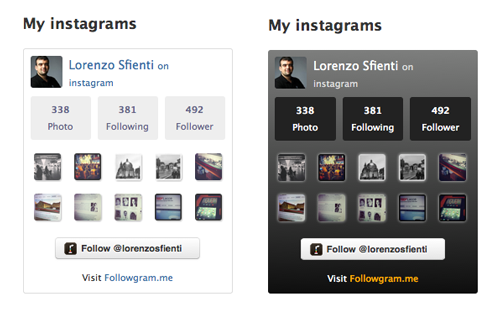 My instagrams
Lorenzo Sfienti on
instagram
338 381 492
Photo Following Follower
Follow @lorenzosfienti
Visit Followgram.me
My instagrams
Lorenzo Sfienti on
instagram
338 381 492
Photo Following Follower
Follow @lorenzosfienti
Visit Followgram.me